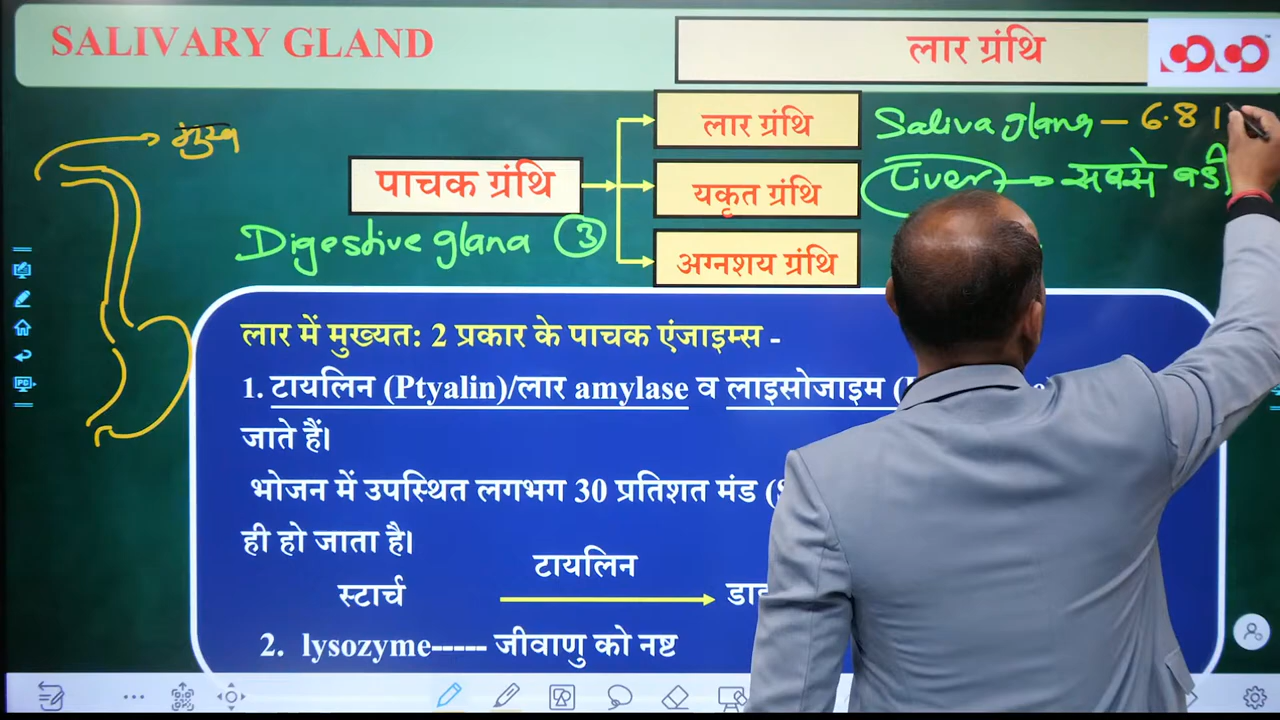 SALIVARY GLAND
लार ग्रंथि
मुख
पाचक ग्रंथि
लार ग्रंथि
Saliva gland – 6.8
यकृत ग्रंथि
Liver → सबसे बडी
अग्नशय ग्रंथि
Digestive gland ③
लार में मुख्यत: 2 प्रकार के पाचक एंजाइम्स -
1. टायलिन (Ptyalin)/लार amylase व लाइसोजाइम (
जाते हैं।
भोजन में उपस्थित लगभग 30 प्रतिशत मंड (
ही हो जाता है।
टायलिन
स्टार्च
2. lysozyme----- जीवाणु को नष्ट